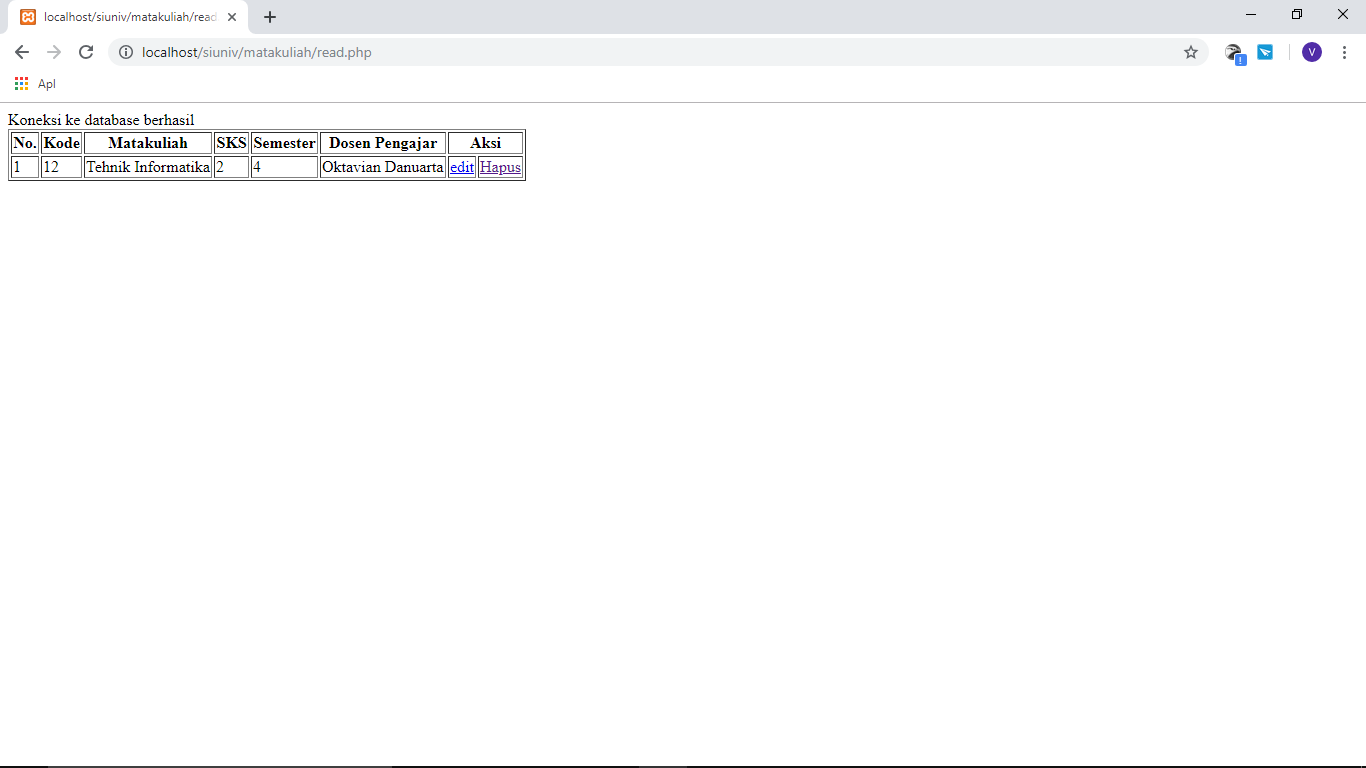 localhost/siuniv/matakuliah/read
localhost/siuniv/matakuliah/read.php
V
Apl
Koneksi ke database berhasil
No. Kode Matakuliah SKS Semester Dosen Pengajar Aksi
1 12 Tehnik Informatika 2 4 Oktavian Danuarta edit Hapus